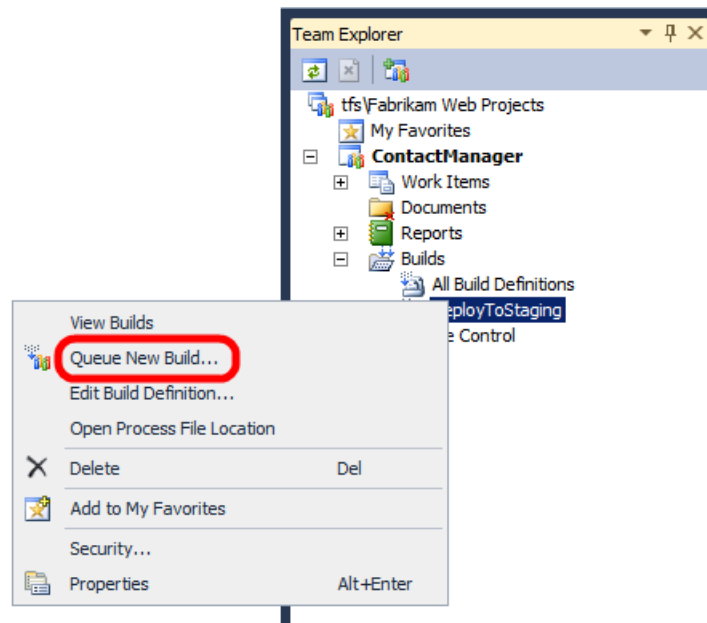 Team Explorer
tfs\Fabrikam Web Projects
My Favorites
ContactManager
Work Items
Documents
Reports
Builds
All Build Definitions
eployToStaging
e Control
View Builds
Queue New Build...
Edit Build Definition...
Open Process File Location
Delete Del
Add to My Favorites
Security...
Properties Alt+Enter